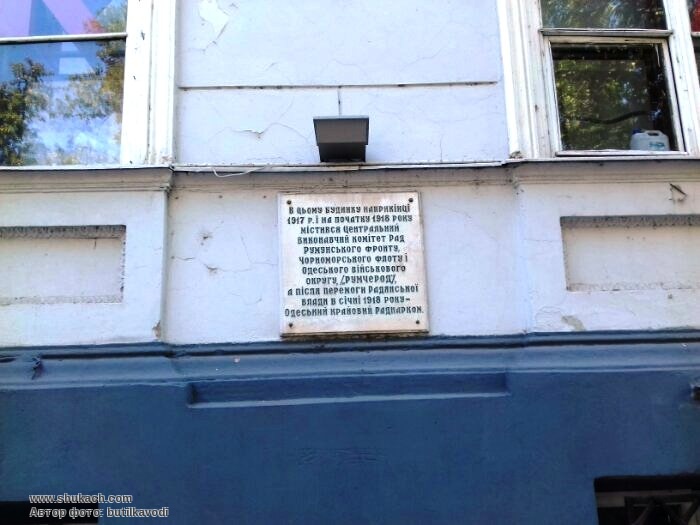 В цьому будинку наприкінці
1917 р. і на початку 1918 року
містився Центральний
Виконавчий Комітет Рад
Румунського фронту,
Чорноморського флоту і
Одеського військового
округу, /РУМЧЕРОД/,
а після перемоги Радянської
влади в січні 1918 року-
Одеський крайовий Раднарком.
www.shukach.com
Автор фото: butilkavodi